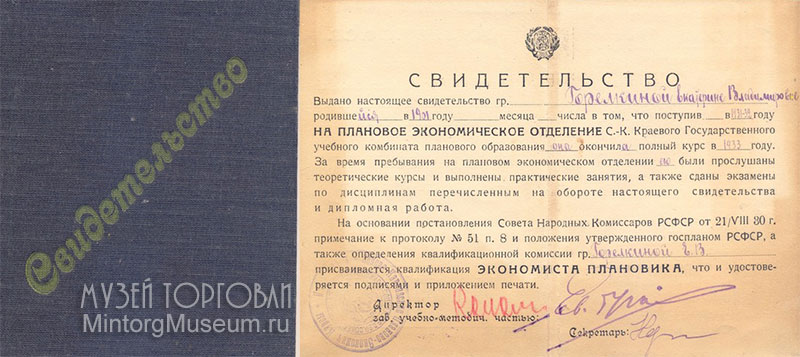 Свидетельство
МУЗЕЙ ТОРГОВЛ
MintorgMuseum.ru
СВИДЕТЕЛЬСТВО
Выдано настоящее свидетельство гр. Горелкиной Екатерине Владимировне
родившейся в 19 году месяца числа в том, что поступив в году
НА ПЛАНОВОЕ ЭКОНОМИЧЕСКОЕ ОТДЕЛЕНИЕ С.-К. Краевого Государственного
учебного комбината планового образования она окончила полный курс в 1933 году.
За время пребывания на плановом экономическом отделении ею были прослушаны
теоретические курсы и выполнены практические занятия, а также сданы экзамены
по дисциплинам перечисленным на обороте настоящего свидетельства
и дипломная работа.
На основании прстановления Совета Народных Комиссаров РСФСР от 21/VIII 30 г.
примечание к протоколу № 51 п. 8 и положения утвержденного госпланом РСФСР, а
также определения квалификационной комиссии гр. Горелкиной Е. В.
присваивается квалификация ЭКОНОМИСТА ПЛАНОВИКА, что и удостове-
ряется подписями и приложением печати.
Директор
зав. учебно-методич. частью:
Секретарь: